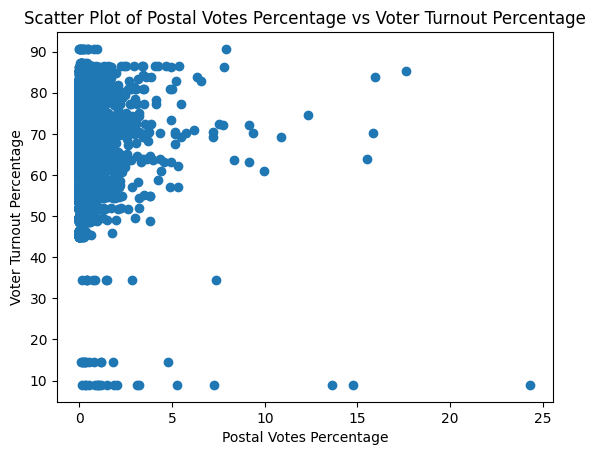 Scatter Plot of Postal Votes Percentage vs Voter Turnout Percentage
90
80
70
60
50
40
30
20
10
Voter Turnout Percentage
0 5 10 15 20 25
Postal Votes Percentage